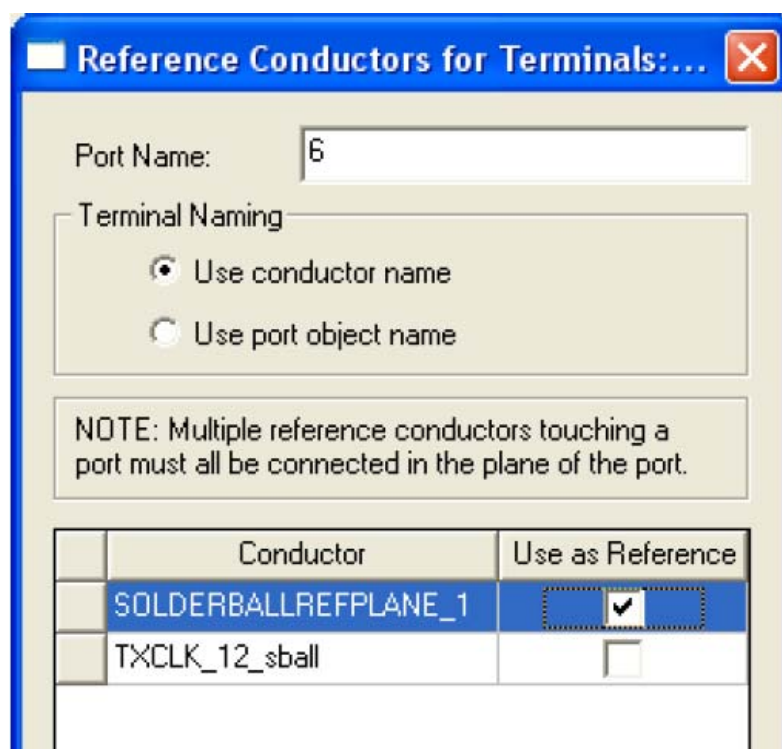 Reference Conductors for Terminals:...
Port Name: 6
Terminal Naming
Use conductor name
Use port object name
NOTE: Multiple reference conductors touching a
port must all be connected in the plane of the port.
Conductor Use as Reference
SOLDERBALLREFPLANE_1
TXCLK_12_sball